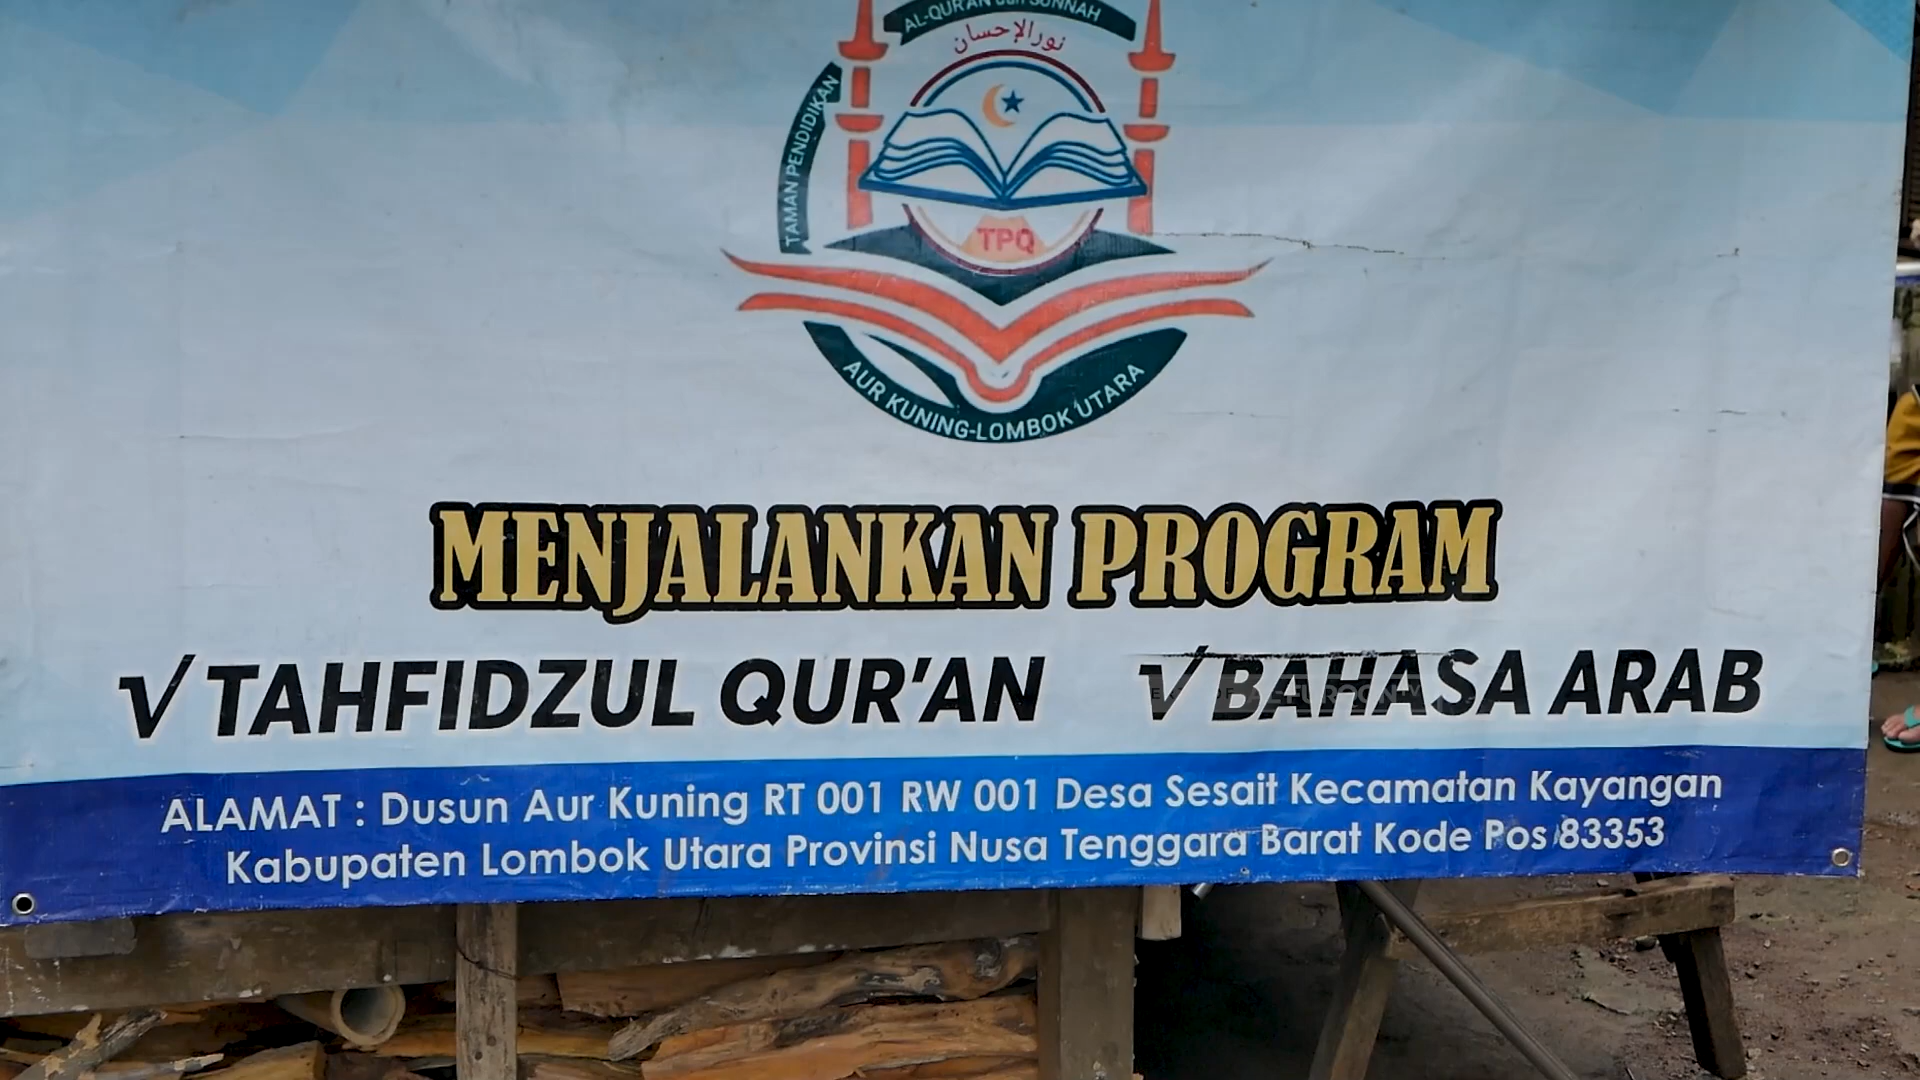 AL-QUR'AN dan SUNNAH
نور الإحسان
TAMAN PENDIDIKAN
TPQ
AUR KUNING-LOMBOK UTARA
MENJALANKAN PROGRAM
√ TAHFIDZUL QUR'AN √ BAHASA ARAB
ALAMAT : Dusun Aur Kuning RT 001 RW 001 Desa Sesait Kecamatan Kayangan
Kabupaten Lombok Utara Provinsi Nusa Tenggara Barat Kode Pos 83353